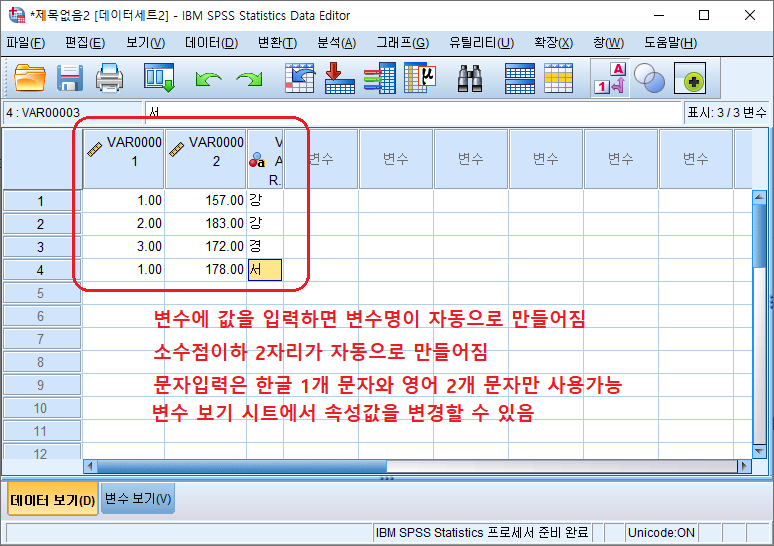 *제목없음2 [데이터세트2] - IBM SPSS Statistics Data Editor
파일(F) 편집(E) 보기(V) 데이터(D) 변환(T) 분석(A) 그래프(G) 유틸리티(U) 확장(X) 창(W) 도움말(H)
4 : VAR00003 서 표시: 3 / 3 변수
VAR0000 VAR0000 V
1 2 A
R.
변수 변수 변수 변수 변수 변수
1 1.00 157.00 강
2 2.00 183.00 강
3 3.00 172.00 경
4 1.00 178.00 서
5
6
7
8
9
10
11
12
변수에 값을 입력하면 변수명이 자동으로 만들어짐
소수점이하 2자리가 자동으로 만들어짐
문자입력은 한글 1개 문자와 영어 2개 문자만 사용가능
변수 보기 시트에서 속성값을 변경할 수 있음
데이터 보기(D) 변수 보기(V)
IBM SPSS Statistics 프로세서 준비 완료 Unicode:ON